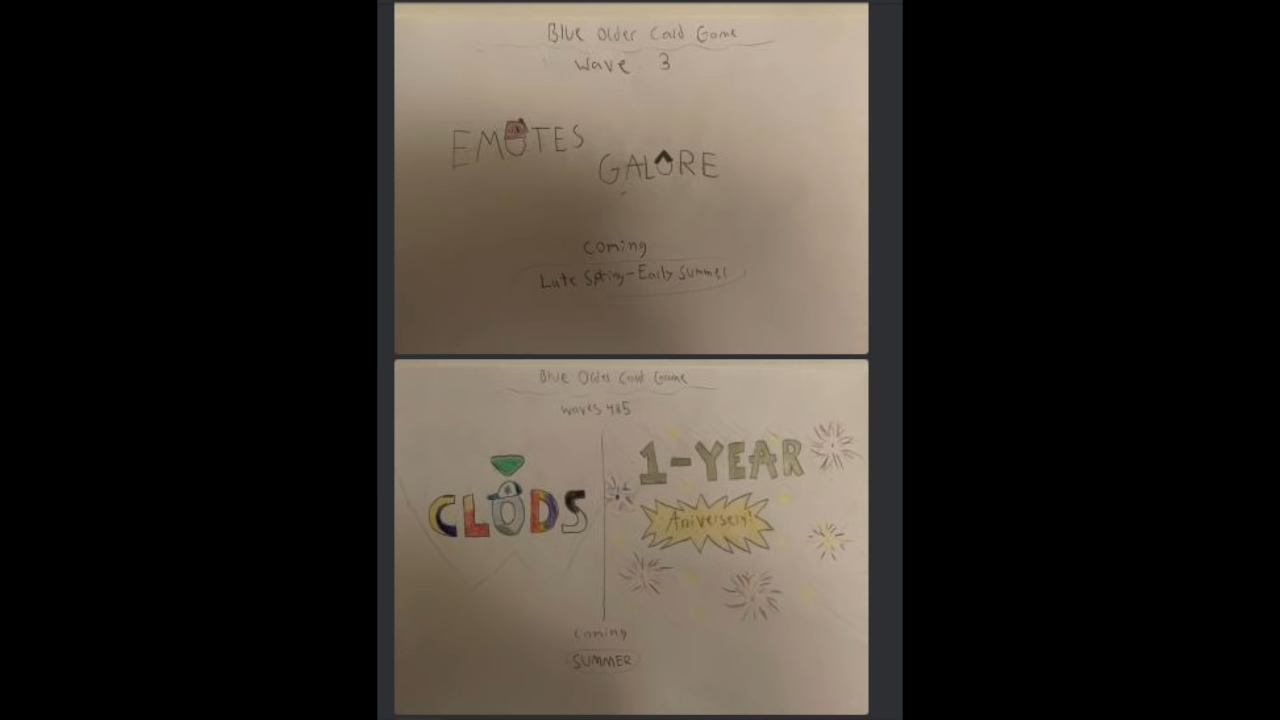 Blue Older Card Game
Wave 3
EMOTES
GALORE
Coming
Late Spring-Early Summer
Blue Older Card Game
Waves 4&5
CLODS
1-YEAR
Aniversery!
Coming
SUMMER